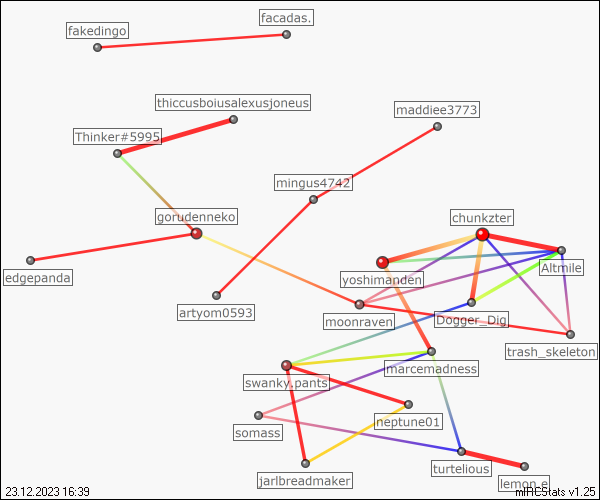 facadas.
fakedingo
thiccusboiusalexusjoneus
maddiee3773
Thinker#5995
mingus4742
gorudenneko
chunkzter
edgepanda
yoshimanden
Altmile
artyom0593
moonraven
Dogger_Dig
trash_skeleton
swanky.pants
marcemadness
neptune01
somass
jarlbreadmaker
turtelious
lemon.e
23.12.2023 16:39
mIRCStats v1.25